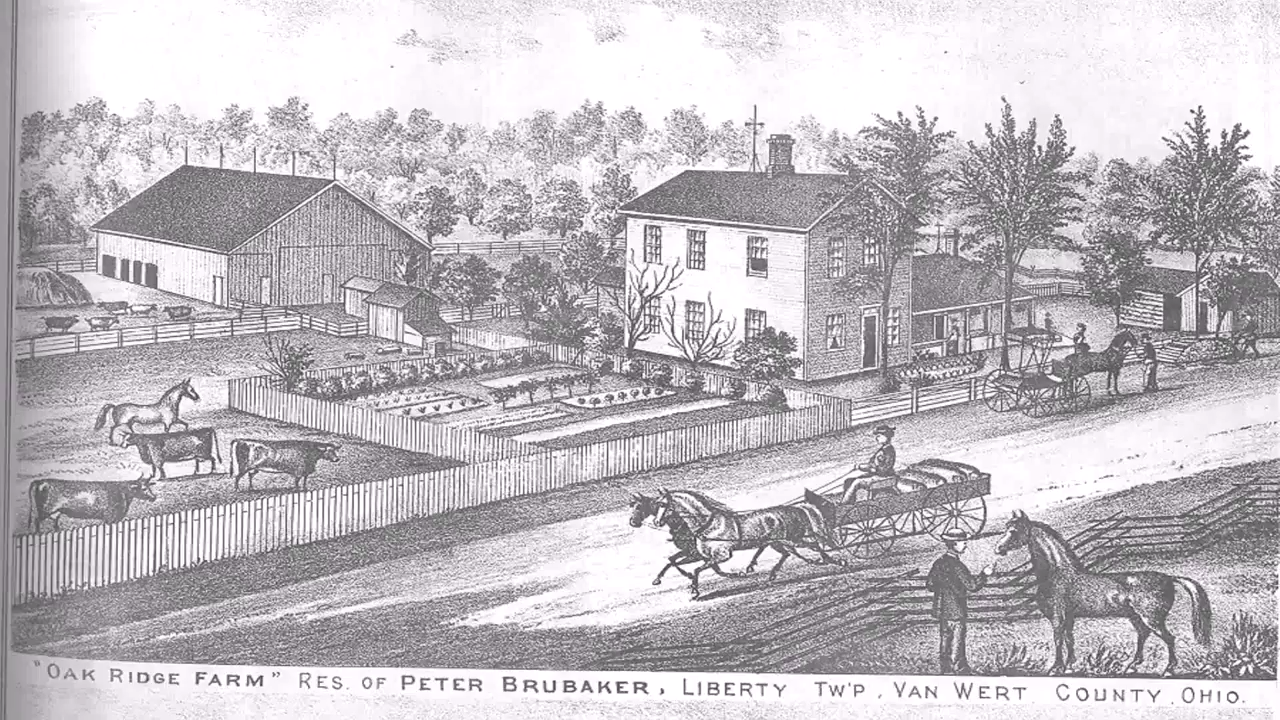 "OAK RIDGE FARM" RES. OF PETER BRUBAKER, LIBERTY TW'P. VAN WERT COUNTY, OHIO.